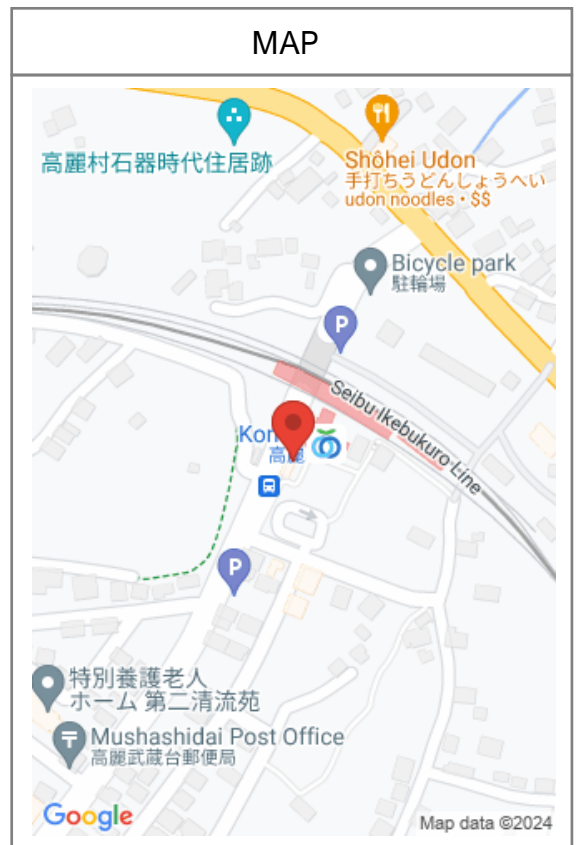 MAP
高麗村石器時代住居跡
Shōhei Udon
手打ちうどんしょうへい
udon noodles • $$
Bicycle park
駐輪場
P
Seibu Ikebukuro Line
高麗
P
特別養護老人
ホーム 第二清流苑
Mushashidai Post Office
高麗武蔵台郵便局
Google
Map data ©2024